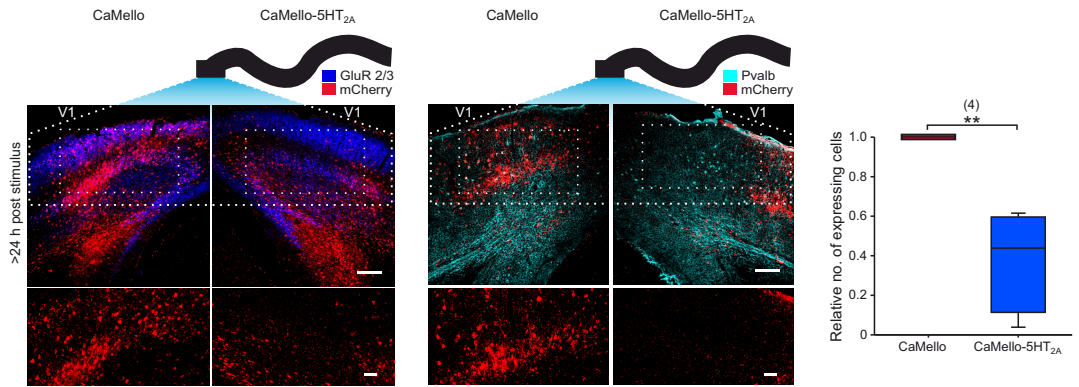 CaMello
CaMello-5HT2A
GluR 2/3
mCherry
V1
V1
>24 h post stimulus
CaMello
CaMello-5HT2A
Pvalb
mCherry
V1
V1
(4)
**
Relative no. of expressing cells
1.0
0.8
0.6
0.4
0.2
0
CaMello
CaMello-5HT2A